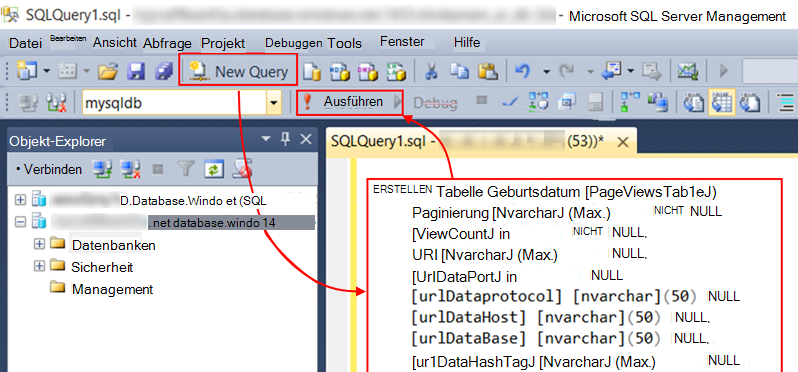 SQLQuery1.sql - - Microsoft SQL Server Management
Datei Bearbeiten Ansicht Abfrage Projekt Debuggen Tools Fenster Hilfe
New Query
mysqldb Ausführen Debug
Objekt-Explorer
SQLQuery1.sql - (53))*
Verbinden
D.Database.Windo et (SQL
. net database.windo 14
Datenbanken
Sicherheit
Management
ERSTELLEN Tabelle Geburtsdatum [PageViewsTab1eJ)
Paginierung [NvarcharJ (Max.) NICHT NULL
[ViewCountJ in NICHT NULL.
URI [NvarcharJ (Max.) NULL.
[UrIDataPortJ in NULL
[urlDataprotocol] [nvarchar](50) NULL
[urlDataHost] [nvarchar](50) NULL.
[urlDataBase] [nvarchar](50) NULL.
[ur1DataHashTagJ [NvarcharJ (Max.) NULL